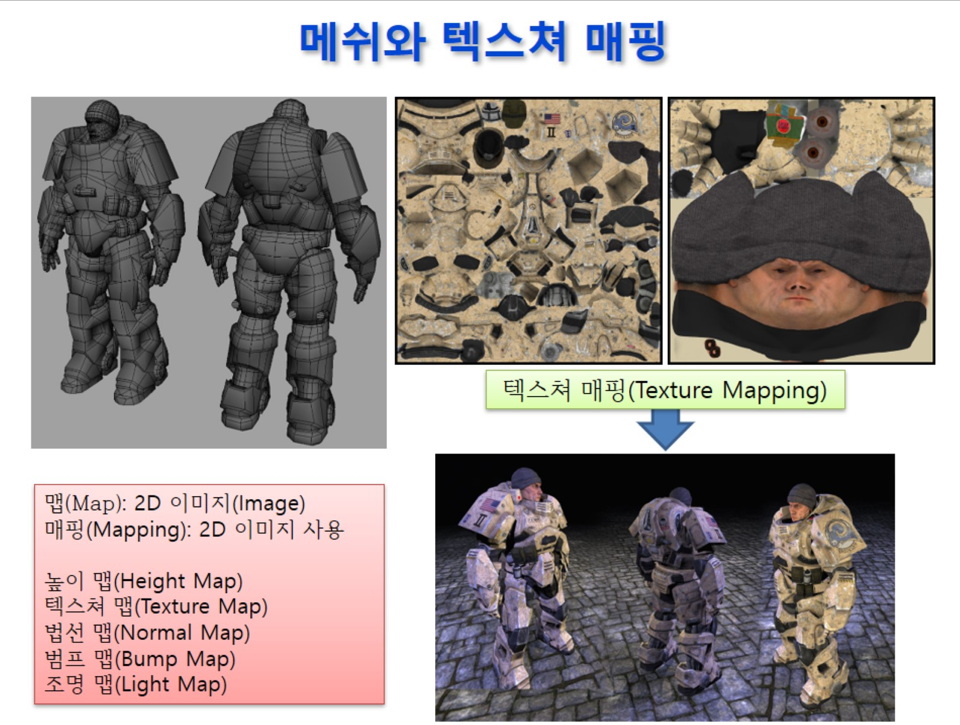 메쉬와 텍스쳐 매핑
텍스쳐 매핑(Texture Mapping)
맵(Map): 2D 이미지(Image)
매핑(Mapping): 2D 이미지 사용
높이 맵(Height Map)
텍스쳐 맵(Texture Map)
법선 맵(Normal Map)
범프 맵(Bump Map)
조명 맵(Light Map)